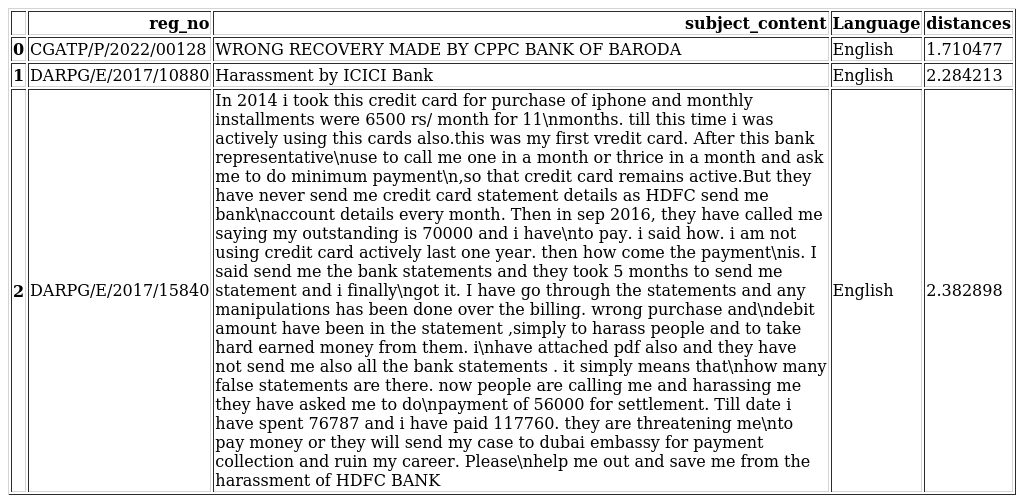 reg_no subject_content Language distances
0 CGATP/P/2022/00128 WRONG RECOVERY MADE BY CPPC BANK OF BARODA English 1.710477
1 DARPG/E/2017/10880 Harassment by ICICI Bank English 2.284213
In 2014 i took this credit card for purchase of iphone and monthly
installments were 6500 rs/ month for 11\nmonths. till this time i was
actively using this cards also.this was my first vredit card. After this bank
representative\nuse to call me one in a month or thrice in a month and ask
me to do minimum payment\n,so that credit card remains active.But they
have never send me credit card statement details as HDFC send me
bank\naccount details every month. Then in sep 2016, they have called me
saying my outstanding is 70000 and i have\nto pay. i said how. i am not
using credit card actively last one year. then how come the payment\nis. I
said send me the bank statements and they took 5 months to send me
2 DARPG/E/2017/15840 statement and i finally\ngot it. I have go through the statements and any English 2.382898
manipulations has been done over the billing. wrong purchase and\ndebit
amount have been in the statement ,simply to harass people and to take
hard earned money from them. i\nhave attached pdf also and they have
not send me also all the bank statements . it simply means that\nhow many
false statements are there. now people are calling me and harassing me
they have asked me to do\npayment of 56000 for settlement. Till date i
have spent 76787 and i have paid 117760. they are threatening me\nto
pay money or they will send my case to dubai embassy for payment
collection and ruin my career. Please\nhelp me out and save me from the
harassment of HDFC BANK